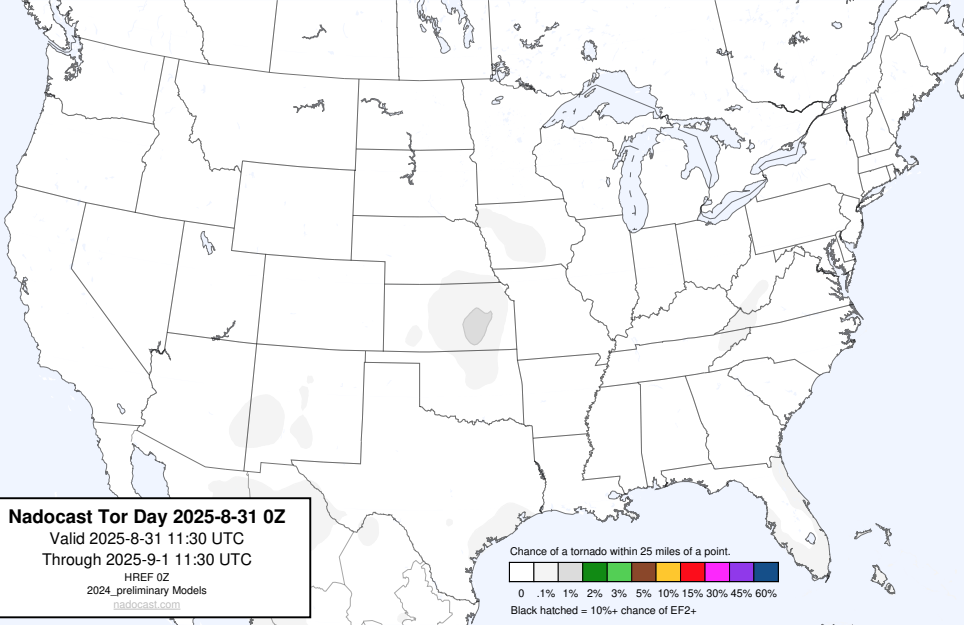 Nadocast Tor Day 2025-8-31 0Z
Valid 2025-8-31 11:30 UTC
Through 2025-9-1 11:30 UTC
HREF 0Z
2024_preliminary Models
nadocast.com
Chance of a tornado within 25 miles of a point.
0 .1% 1% 2% 3% 5% 10% 15% 30% 45% 60%
Black hatched = 10%+ chance of EF2+